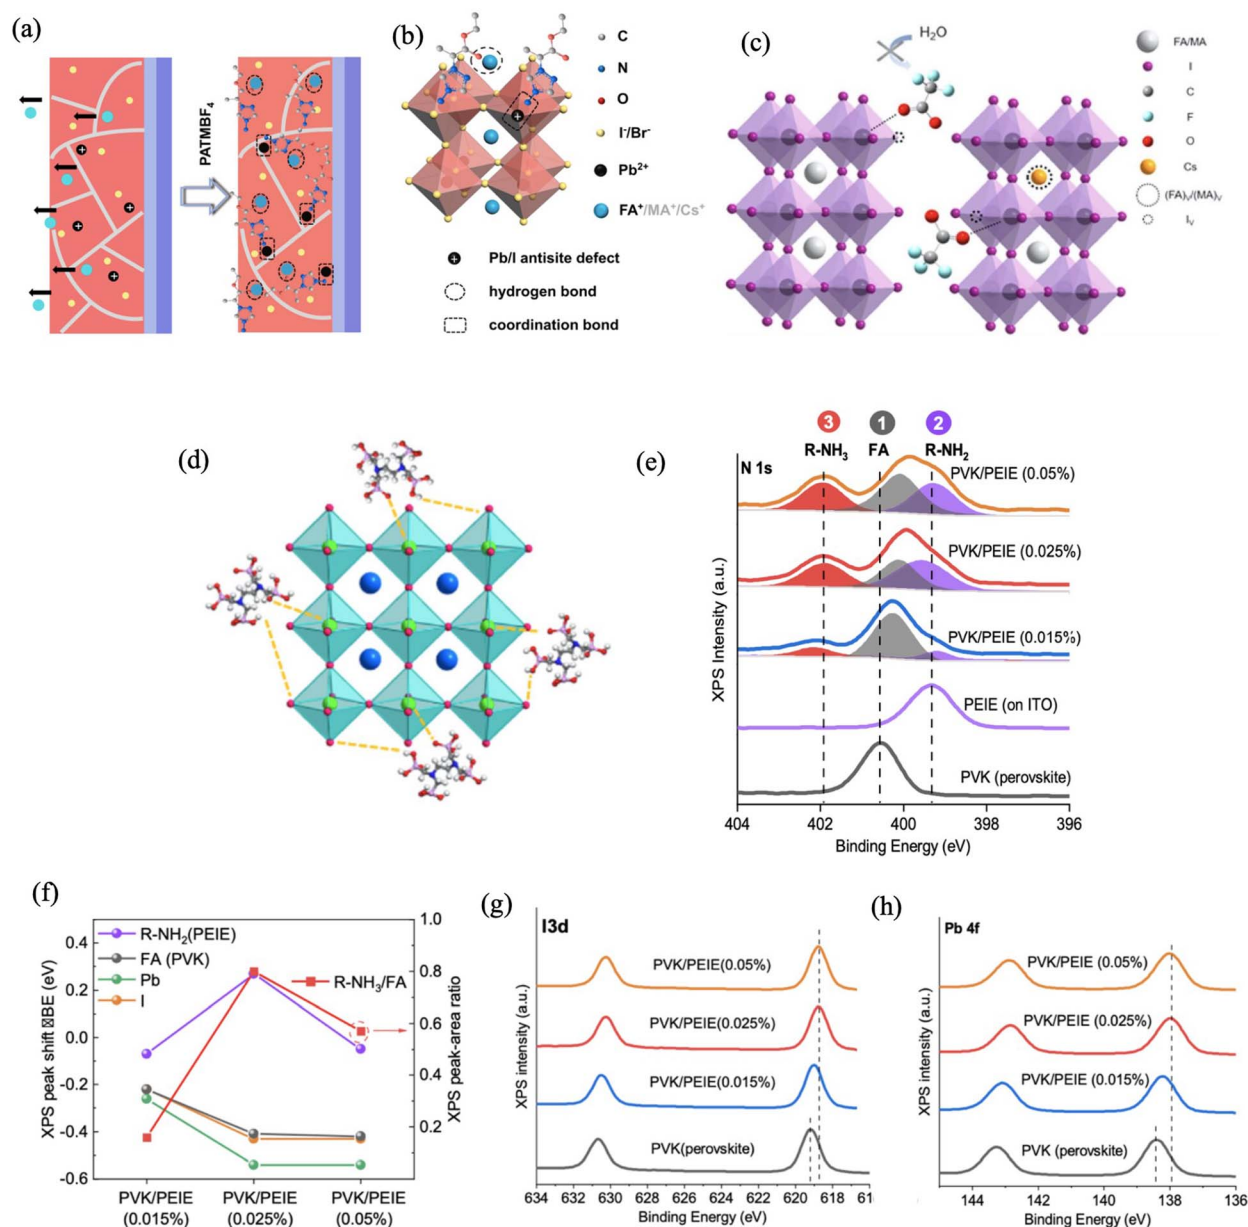 (a)
PATMBF4
(b)
C
N
O
I-/Br-
Pb2+
FA+/MA+/Cs+
Pb/I antisite defect
hydrogen bond
coordination bond
(c)
H2O
FA/MA
I
C
F
O
Cs
(FA)V/(MA)V
IV
(d)
(e)
3 1 2
R-NH3 FA R-NH2
N 1s
PVK/PEIE (0.05%)
PVK/PEIE (0.025%)
PVK/PEIE (0.015%)
PEIE (on ITO)
PVK (perovskite)
XPS Intensity (a.u.)
404 402 400 398 396
Binding Energy (eV)
(f)
R-NH2(PEIE)
FA (PVK)
Pb
I
R-NH3/FA
XPS peak shift BE (eV)
0.4
0.2
0.0
-0.2
-0.4
-0.6
1.0
0.8
0.6
0.4
0.2
XPS peak-area ratio
PVK/PEIE PVK/PEIE PVK/PEIE
(0.015%) (0.025%) (0.05%)
(g)
I3d
PVK/PEIE(0.05%)
PVK/PEIE(0.025%)
PVK/PEIE(0.015%)
PVK(perovskite)
XPS intensity (a.u.)
634 632 630 628 626 624 622 620 618 616
Binding Energy (eV)
(h)
Pb 4f
PVK/PEIE (0.05%)
PVK/PEIE (0.025%)
PVK/PEIE (0.015%)
PVK (perovskite)
XPS intensity (a.u.)
144 142 140 138 136
Binding Energy (eV)